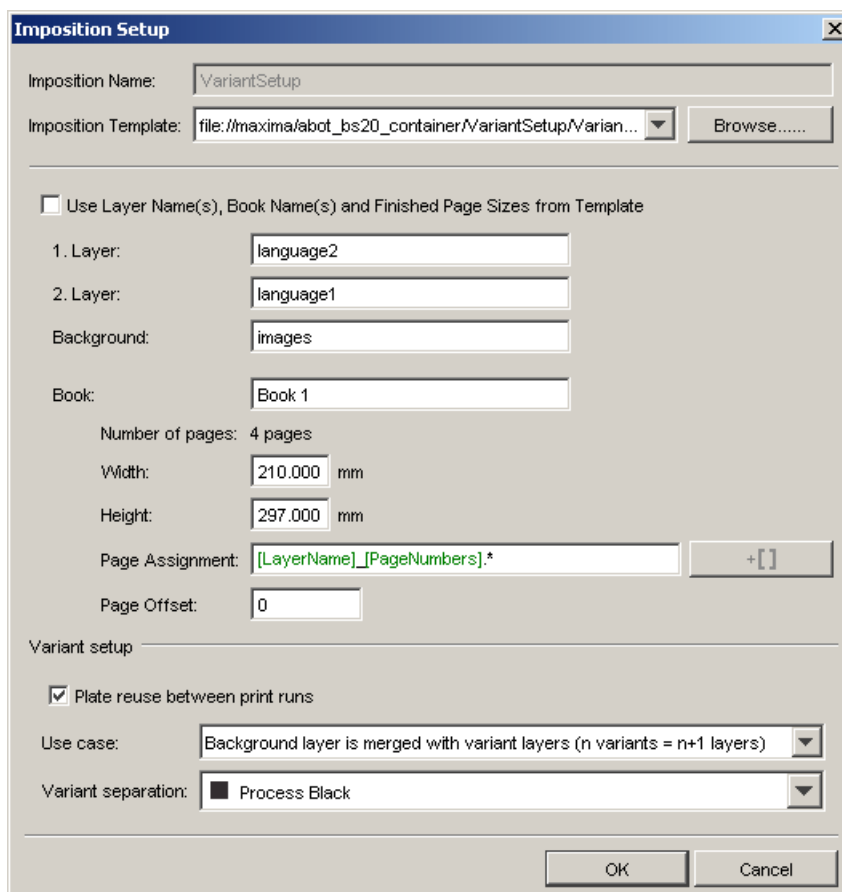 Imposition Setup
Imposition Name: VariantSetup
Imposition Template: file://maxima/abot_bs20_container/VariantSetup/Varian... Browse......
Use Layer Name(s), Book Name(s) and Finished Page Sizes from Template
1. Layer: language2
2. Layer: language1
Background: images
Book: Book 1
Number of pages: 4 pages
Width: 210.000 mm
Height: 297.000 mm
Page Assignment: [LayerName]_[PageNumbers].* +[]
Page Offset: 0
Variant setup
Plate reuse between print runs
Use case: Background layer is merged with variant layers (n variants = n+1 layers)
Variant separation: Process Black
OK Cancel